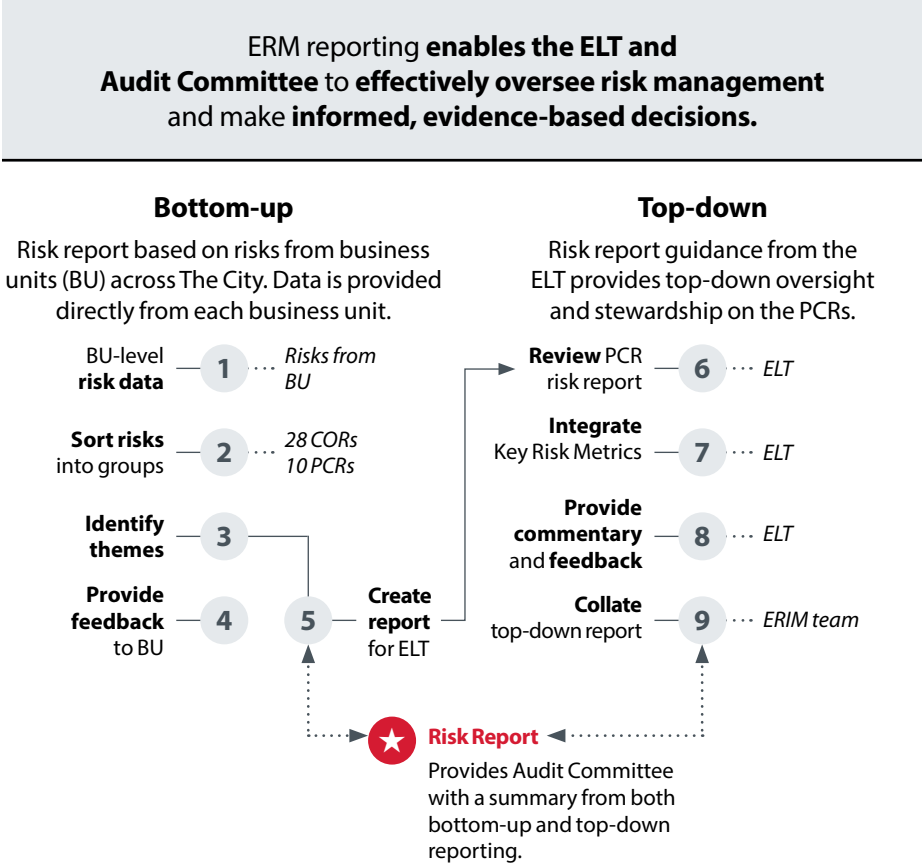 ERM reporting enables the ELT and
Audit Committee to effectively oversee risk management
and make informed, evidence-based decisions.
Bottom-up
Risk report based on risks from business
units (BU) across The City. Data is provided
directly from each business unit.
BU-level
risk data
1
Risks from
BU
Sort risks
into groups
2
28 CORs
10 PCRs
Identify
themes
3
Provide
feedback
to BU
4
5
Create
report
for ELT
Top-down
Risk report guidance from the
ELT provides top-down oversight
and stewardship on the PCRs.
Review PCR
risk report
6
ELT
Integrate
Key Risk Metrics
7
ELT
Provide
commentary
and feedback
8
ELT
Collate
top-down report
9
ERIM team
Risk Report
Provides Audit Committee
with a summary from both
bottom-up and top-down
reporting.